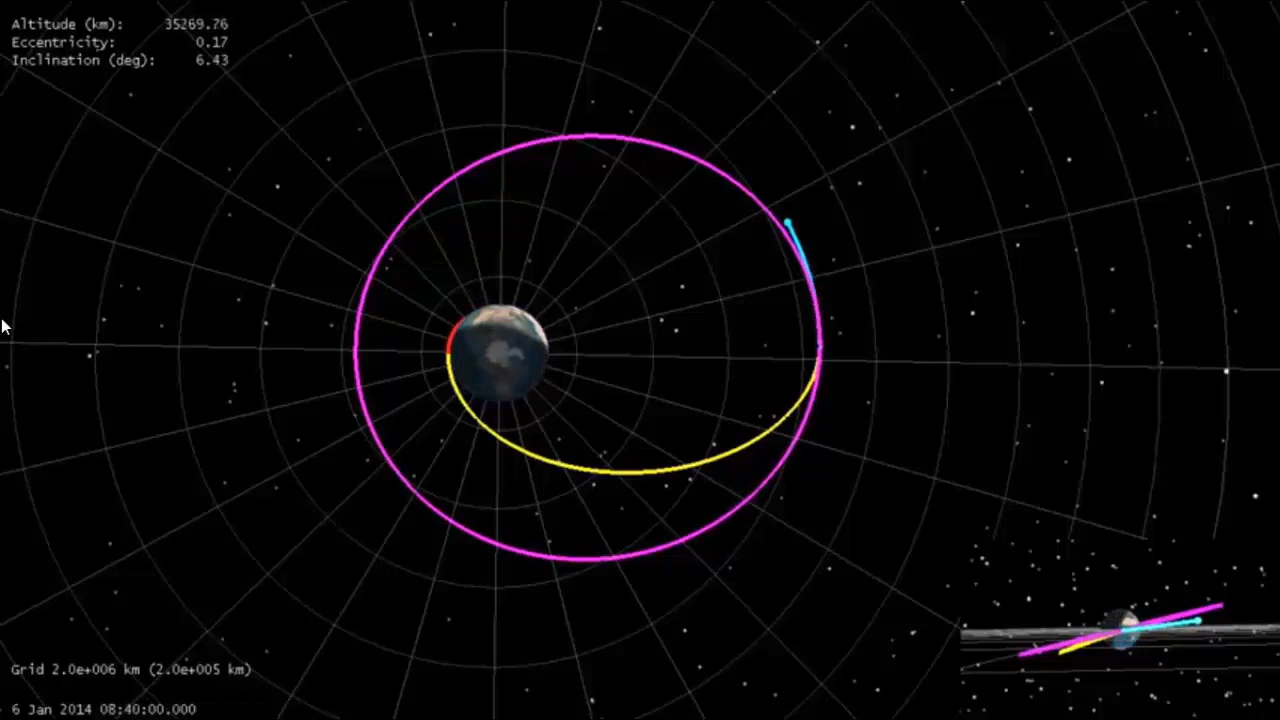 Altitude (km): 35269.76
Eccentricity: 0.17
Inclination (deg): 6.43
Grid 2.0e+006 km (2.0e+005 km)
6 Jan 2014 08:40:00.000